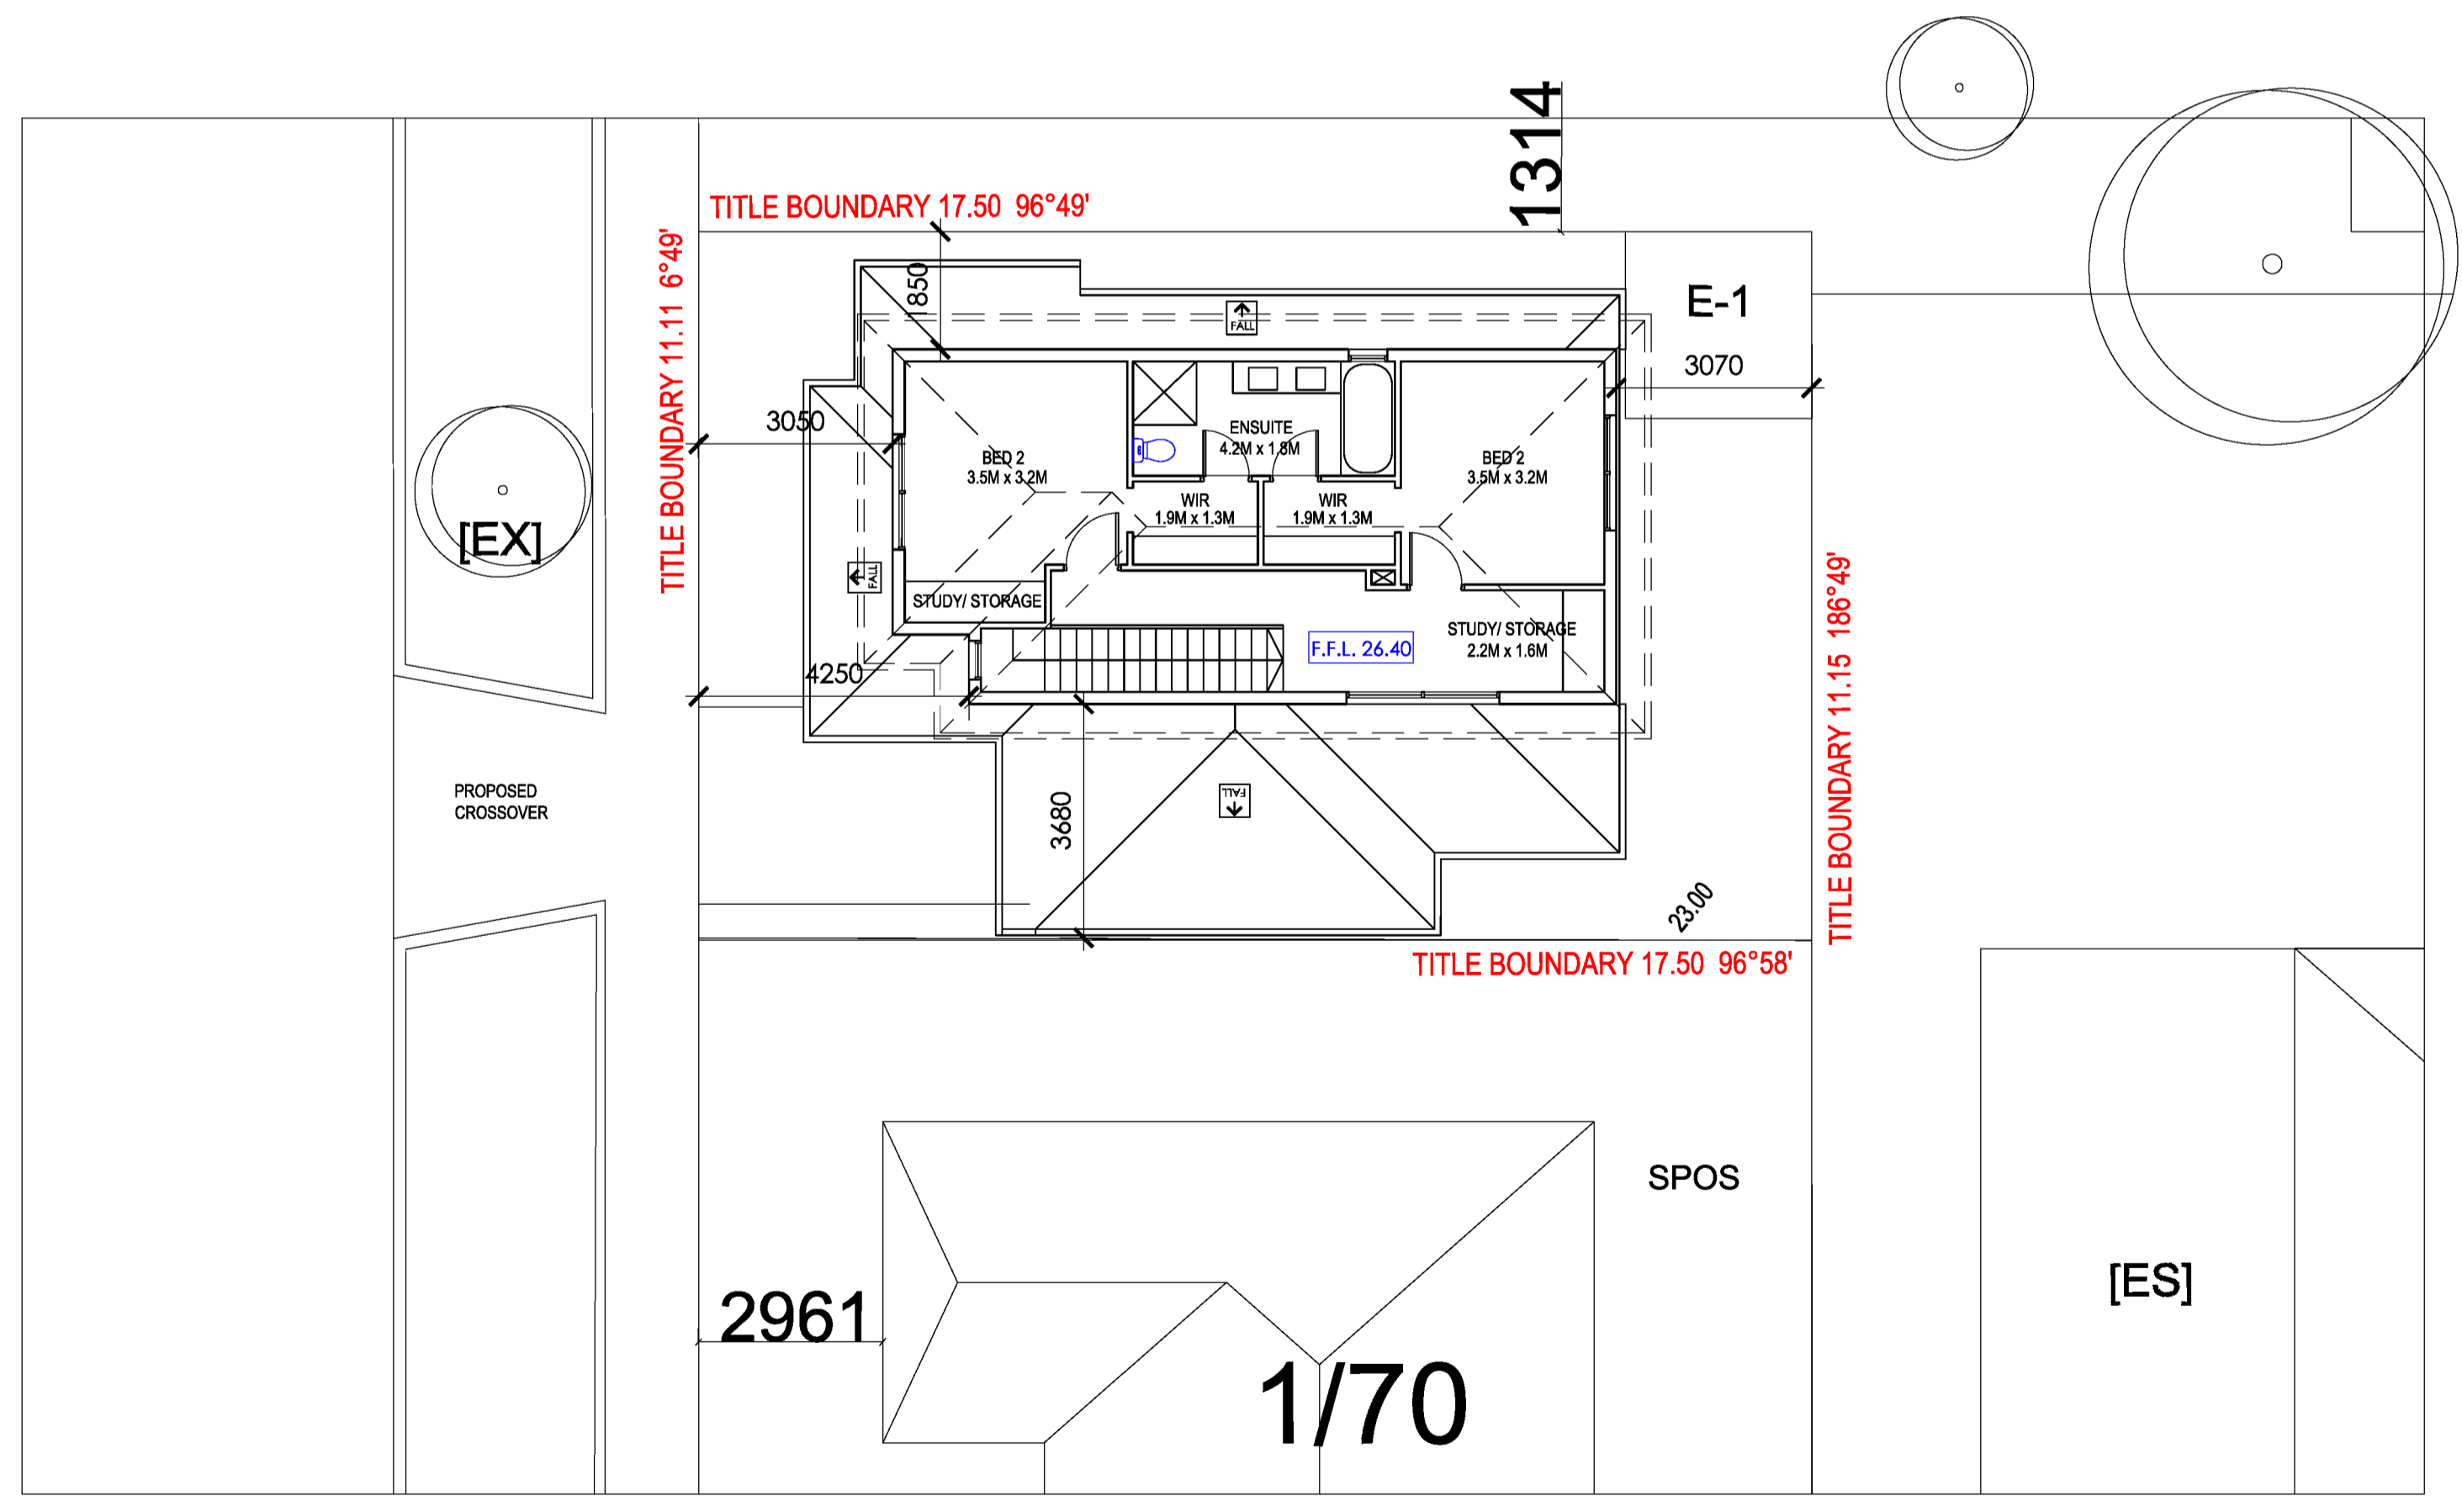 1314
TITLE BOUNDARY 17.50 96°49'
TITLE BOUNDARY 11.11 6°49'
1850
FALL
E-1
3070
3050
ENSUITE
4.2M x 1.8M
BED 2
3.5M x 3.2M
BED 2
3.5M x 3.2M
WIR
1.9M x 1.3M
WIR
1.9M x 1.3M
[EX]
FALL
STUDY/ STORAGE
STUDY/ STORAGE
2.2M x 1.6M
F.F.L. 26.40
4250
TITLE BOUNDARY 11.15 186°49'
PROPOSED
CROSSOVER
3680
FALL
23.00
TITLE BOUNDARY 17.50 96°58'
SPOS
[ES]
2961
1/70